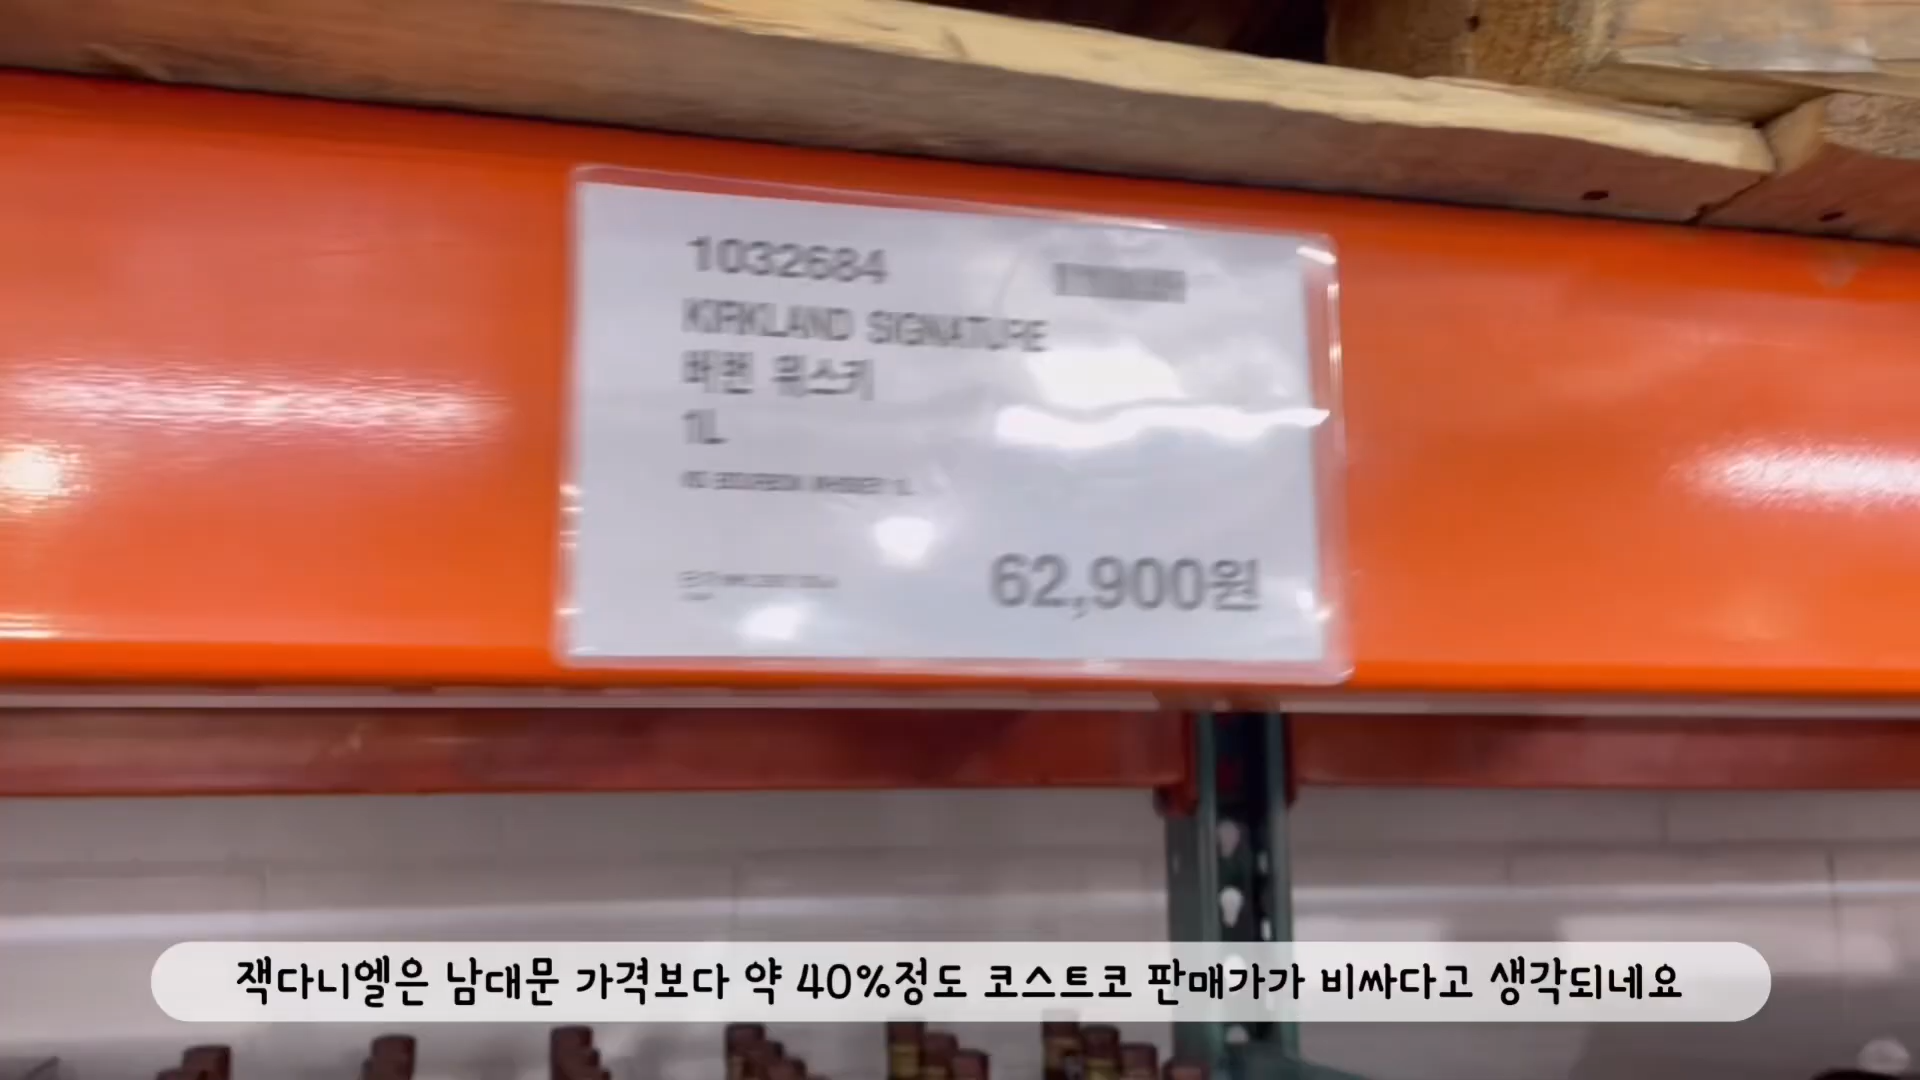 1032684
KIRKLAND SIGNATURE
버번 위스키
1L
62,900원
잭다니엘은 남대문 가격보다 약 40%정도 코스트코 판매가가 비싸다고 생각되네요